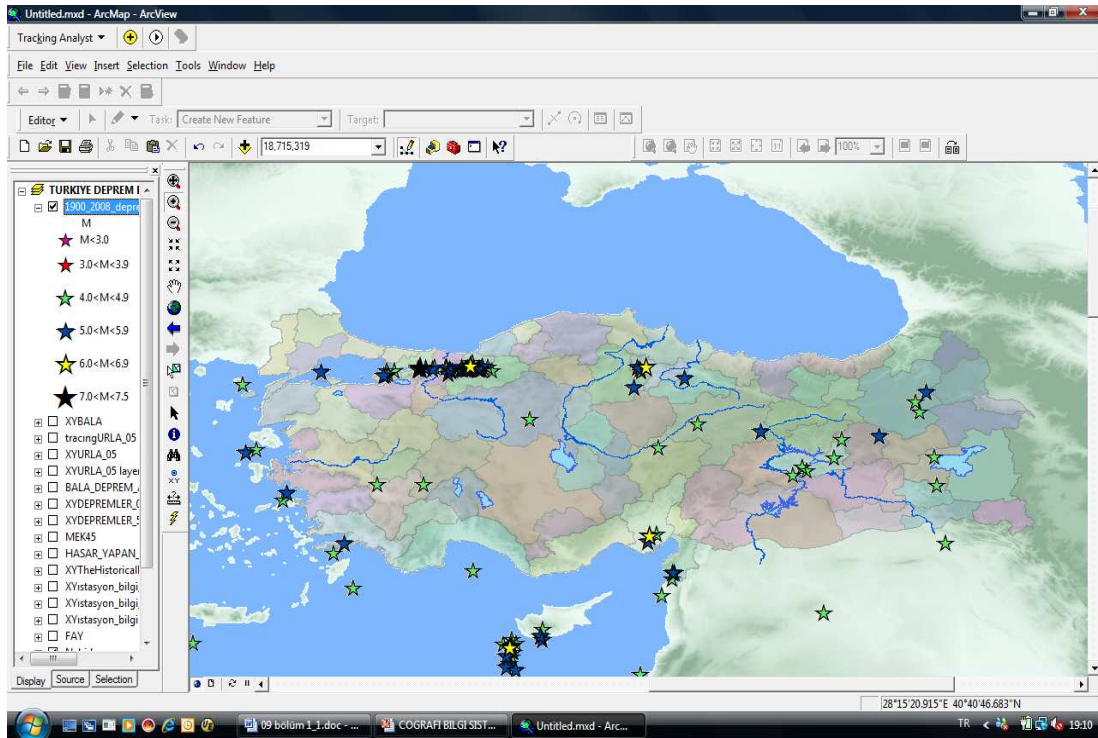 Untitled.mxd - ArcMap - ArcView
Tracking Analyst
File Edit View Insert Selection Tools Window Help
Editor Task: Create New Feature Target:
18,715,319 100%
TURKIYE DEPREM
1900_2008_depre
M
M<3.0
3.0<M<3.9
4.0<M<4.9
5.0<M<5.9
6.0<M<6.9
7.0<M<7.5
XYBALA
tracingURLA_05
XYURLA_05
XYURLA_05 layer
BALA_DEPREM_
XYDEPREMLER_
XYDEPREMLER_
MEK45
HASAR_YAPAN_
XYTheHistoricall
XYistasyon_bilgi
XYistasyon_bilgi
XYistasyon_bilgi
FAY
Display Source Selection
28°15'20.915"E 40°40'46.683"N
09 bölüm 1_1.doc - ... COGRAFI BILGI SIST... Untitled.mxd - Arc... TR 19:10